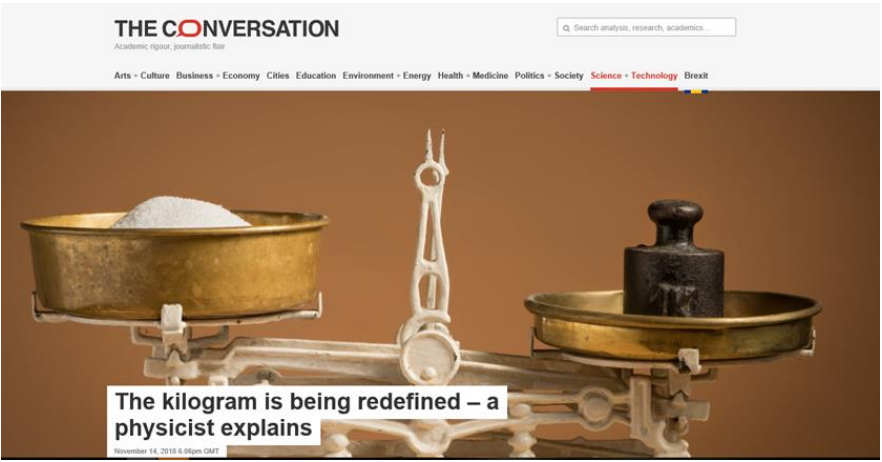 THE CONVERSATION
Academic rigour, journalistic flair
Search analysis, research, academics...
Arts + Culture Business + Economy Cities Education Environment + Energy Health + Medicine Politics + Society Science + Technology Brexit
The kilogram is being redefined – a
physicist explains
November 14, 2018 6.06pm GMT